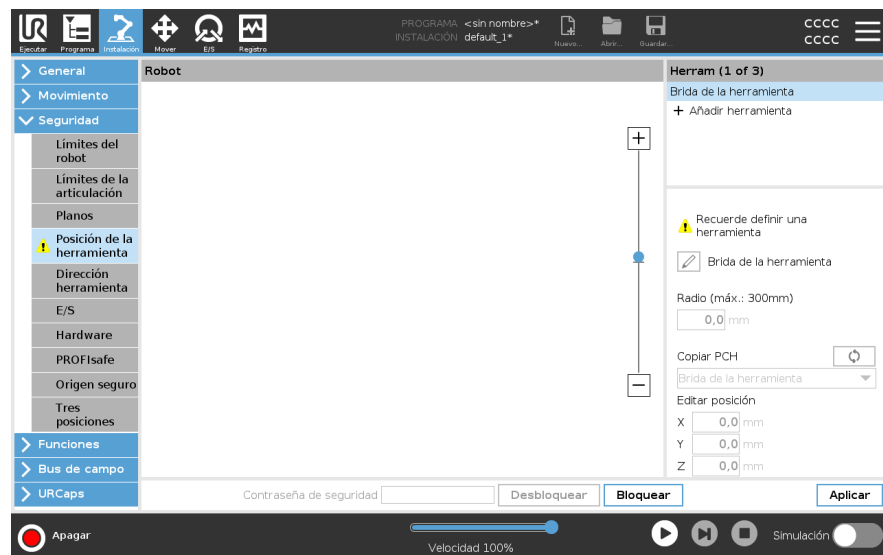 PROGRAMA <sin nombre>*
INSTALACIÓN default_1*
cccc
cccc
Ejecutar Programa Instalación Mover E/S Registro Nuevo... Abrir... Guardar...
General
Movimiento
Seguridad
Límites del
robot
Límites de la
articulación
Planos
Posición de la
herramienta
Dirección
herramienta
E/S
Hardware
PROFIsafe
Origen seguro
Tres
posiciones
Funciones
Bus de campo
URCaps
Robot
Herram (1 of 3)
Brida de la herramienta
+ Añadir herramienta
Recuerde definir una
herramienta
Brida de la herramienta
Radio (máx.: 300mm)
0,0 mm
Copiar PCH
Brida de la herramienta
Editar posición
X 0,0 mm
Y 0,0 mm
Z 0,0 mm
Contraseña de seguridad Desbloquear Bloquear Aplicar
Apagar
Velocidad 100%
Simulación